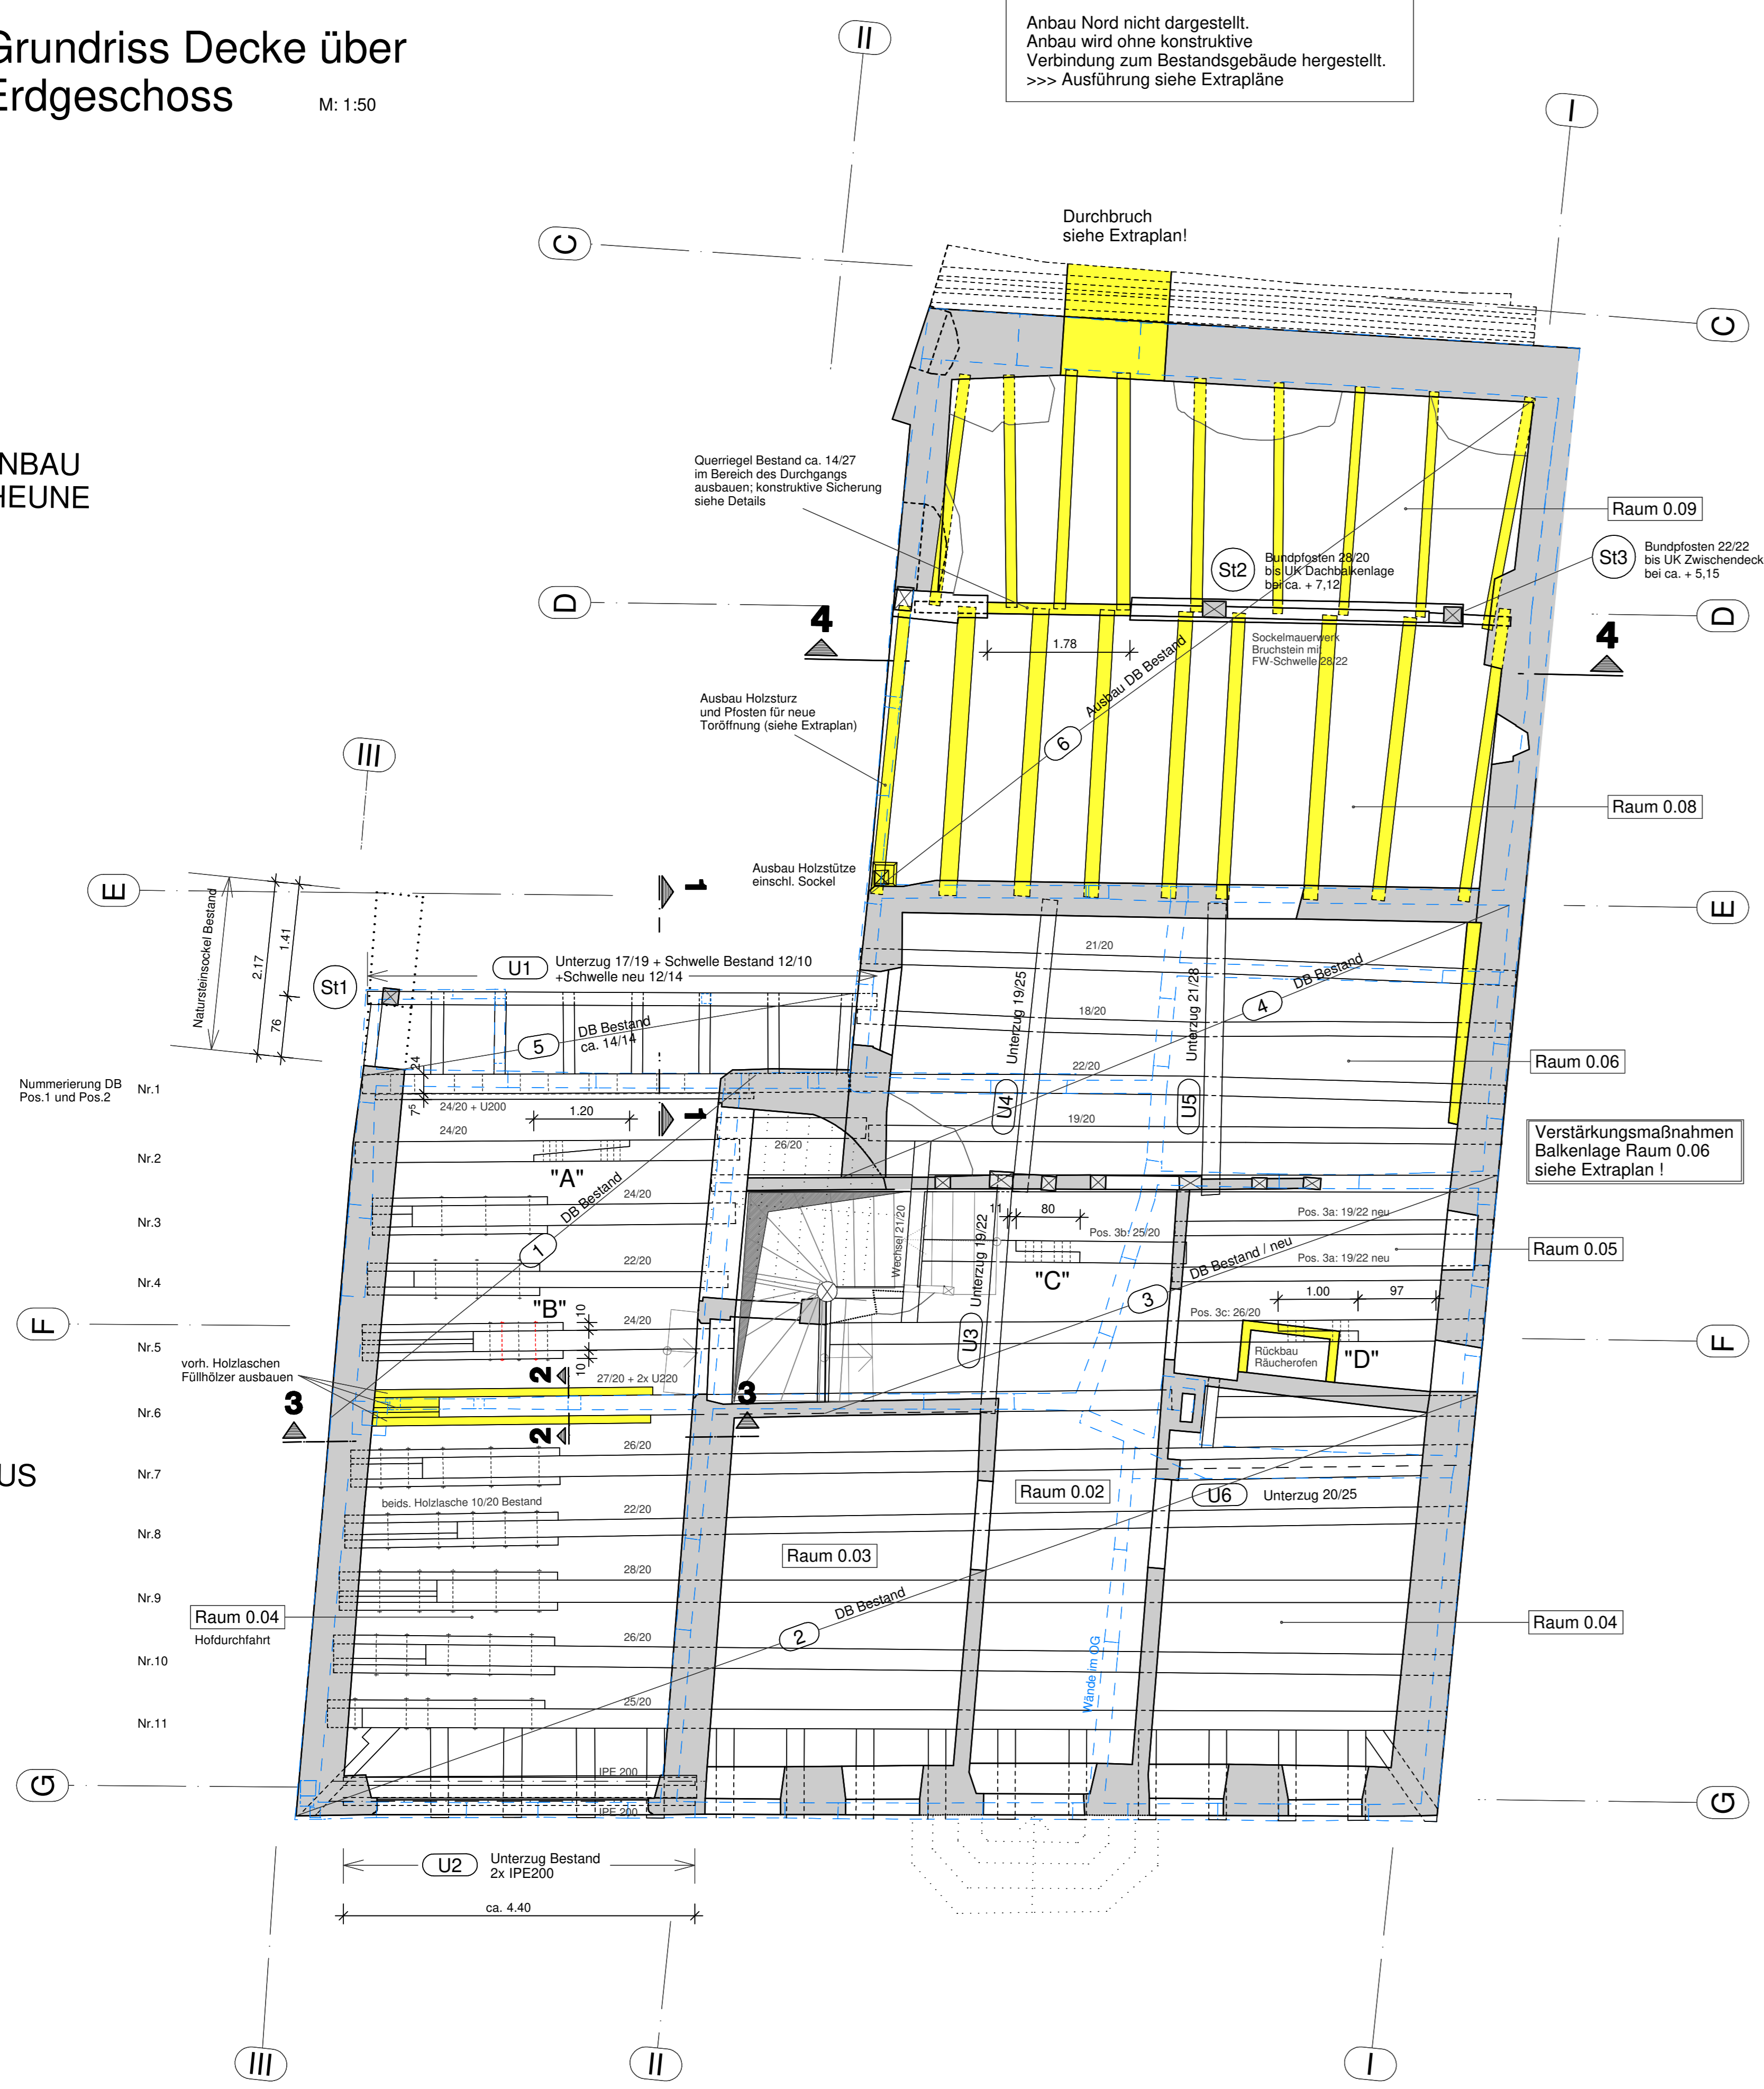 Grundriss Decke über
Erdgeschoss
M: 1:50
Anbau Nord nicht dargestellt.
Anbau wird ohne konstruktive
Verbindung zum Bestandsgebäude hergestellt.
>>> Ausführung siehe Extrapläne
II
I
C
Durchbruch
siehe Extraplan!
C
NBAU
HEUNE
Querriegel Bestand ca. 14/27
im Bereich des Durchgangs
ausbauen; konstruktive Sicherung
siehe Details
Raum 0.09
St2
Bundpfosten 28/20
bis UK Dachbalkenlage
bei ca. + 7,12
St3
Bundpfosten 22/22
bis UK Zwischendeck
bei ca. + 5,15
D
D
4
4
1.78
Sockelmauerwerk
Bruchstein mit
FW-Schwelle 28/22
Ausbau DB Bestand
6
Ausbau Holzsturz
und Pfosten für neue
Toröffnung (siehe Extraplan)
III
Raum 0.08
Ausbau Holzstütze
einschl. Sockel
E
E
1
Natursteinsockel Bestand
2.17
1.41
76
St1
U1
Unterzug 17/19 + Schwelle Bestand 12/10
+Schwelle neu 12/14
21/20
Unterzug 19/25
Unterzug 21/28
DB Bestand
4
18/20
5
DB Bestand
ca. 14/14
22/20
Raum 0.06
Nummerierung DB
Pos.1 und Pos.2
Nr.1
24
7⁵
24/20 + U200
1.20
1
U4
U5
19/20
24/20
26/20
Verstärkungsmaßnahmen
Balkenlage Raum 0.06
siehe Extraplan !
Nr.2
"A"
DB Bestand
1
24/20
Nr.3
Wechsel 21/20
11
80
Unterzug 19/22
U3
Pos. 3b: 25/20
Pos. 3a: 19/22 neu
Pos. 3a: 19/22 neu
DB Bestand / neu
3
Raum 0.05
22/20
Nr.4
"C"
1.00
97
"B"
10
10
24/20
Pos. 3c: 26/20
F
F
Nr.5
Rückbau
Räucherofen
"D"
vorh. Holzlaschen
Füllhölzer ausbauen
2
27/20 + 2x U220
3
3
Nr.6
2
26/20
Nr.7
US
Raum 0.02
U6
Unterzug 20/25
beids. Holzlasche 10/20 Bestand
22/20
Nr.8
Raum 0.03
28/20
Nr.9
DB Bestand
2
Raum 0.04
Hofdurchfahrt
Raum 0.04
26/20
Nr.10
Wände im OG
25/20
Nr.11
IPE 200
IPE 200
G
G
U2
Unterzug Bestand
2x IPE200
ca. 4.40
III
II
I